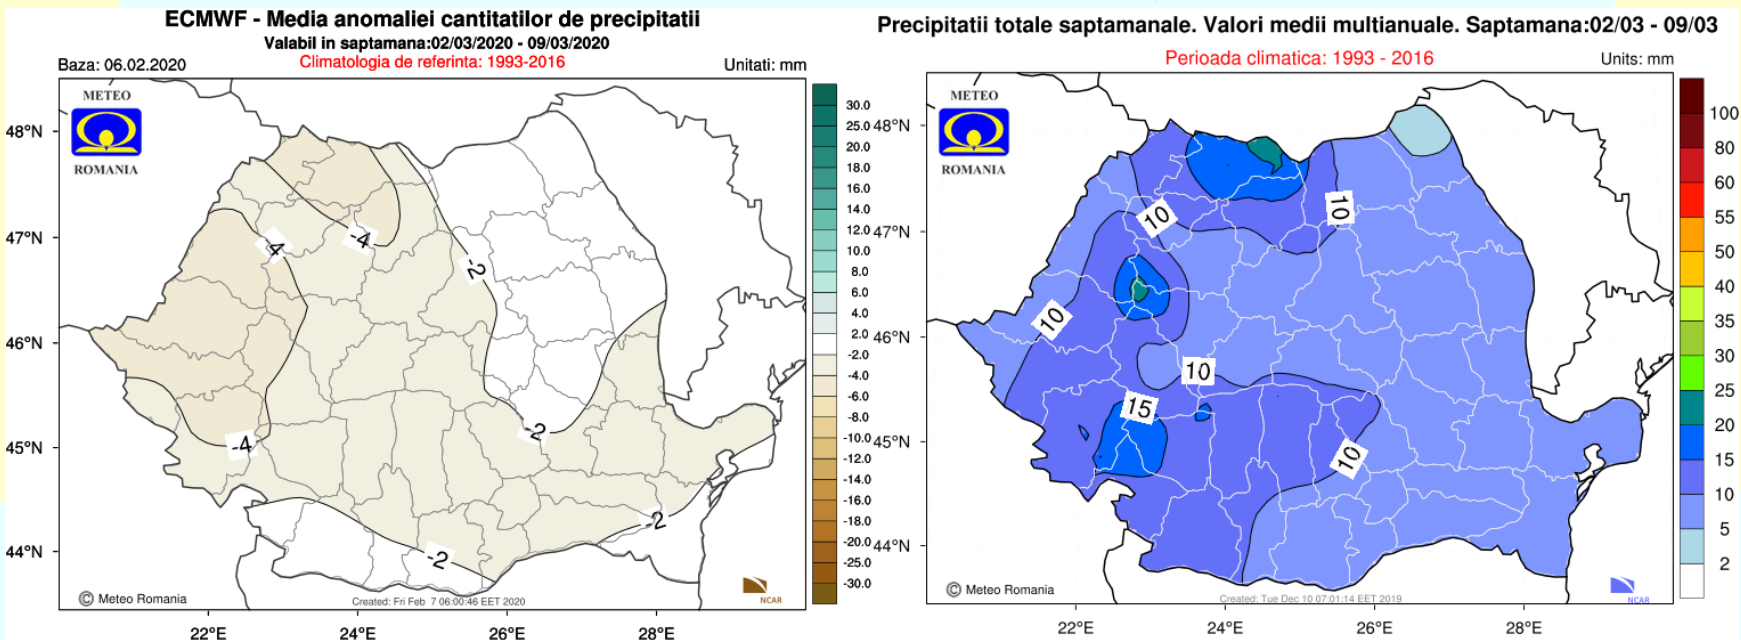 ECMWF - Media anomaliei cantitatilor de precipitatii
Valabil in saptamana:02/03/2020 - 09/03/2020
Baza: 06.02.2020
Climatologia de referinta: 1993-2016
Unitati: mm
METEO
ROMANIA
48°N
47°N
46°N
45°N
44°N
22°E
24°E
26°E
28°E
4
-4
-2
-4
-2
-2
-2
30.0
25.0
20.0
18.0
16.0
14.0
12.0
10.0
8.0
6.0
4.0
2.0
-2.0
-4.0
-6.0
-8.0
-10.0
-12.0
-14.0
-16.0
-18.0
-20.0
-25.0
-30.0
© Meteo Romania
Created: Fri Feb 7 06:00:46 EET 2020
NCAR
Precipitatii totale saptamanale. Valori medii multianuale. Saptamana:02/03 - 09/03
Perioada climatica: 1993 - 2016
Units: mm
METEO
ROMANIA
48°N
47°N
46°N
45°N
44°N
22°E
24°E
26°E
28°E
10
10
10
10
15
10
100
80
60
55
50
40
35
30
25
20
15
10
5
2
© Meteo Romania
Created: Tue Dec 10 07:01:14 EET 2019
NCAR